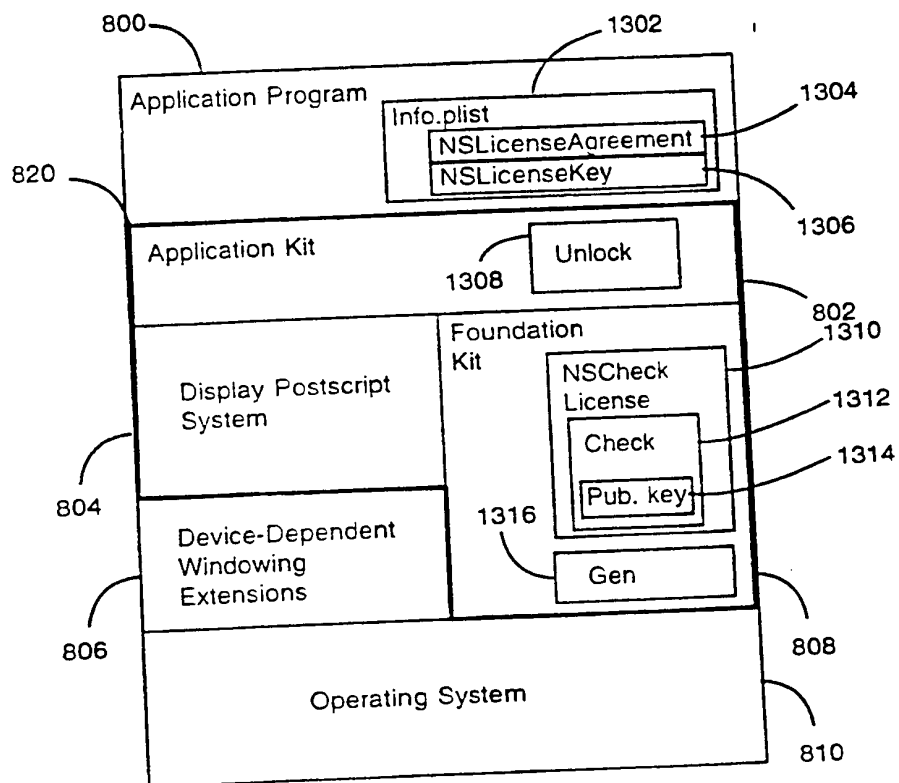 800
1302
Application Program
Info.plist
1304
NSLicenseAgreement
820
NSLicenseKey
1306
Application Kit
Unlock
1308
802
Foundation
Kit
1310
NSCheck
License
Display Postscript
System
1312
Check
1314
Pub. key
804
1316
Device-Dependent
Windowing
Extensions
Gen
806
808
Operating System
810